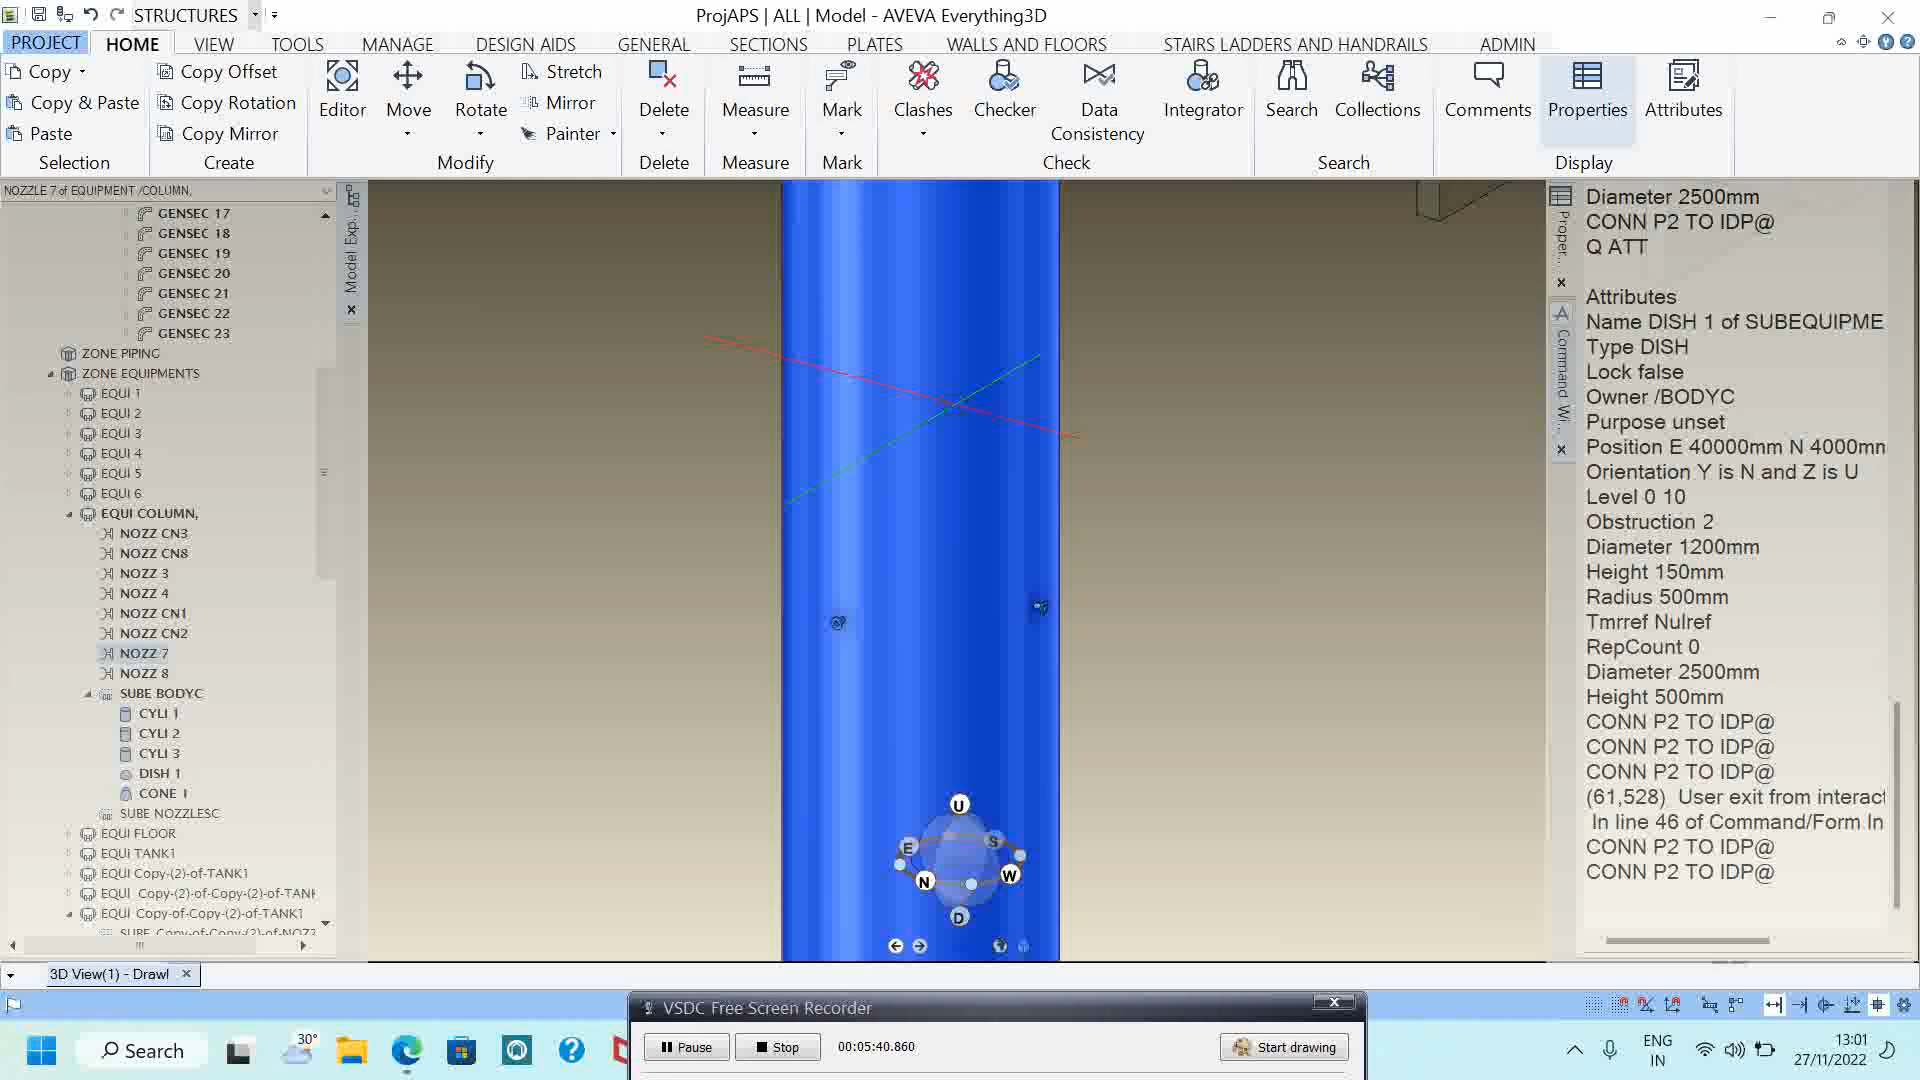 STRUCTURES
ProjAPS | ALL | Model - AVEVA Everything3D
PROJECT HOME VIEW TOOLS MANAGE DESIGN AIDS GENERAL SECTIONS PLATES WALLS AND FLOORS STAIRS LADDERS AND HANDRAILS ADMIN
Copy
Copy & Paste
Paste
Selection
Copy Offset
Copy Rotation
Copy Mirror
Create
Editor
Move
Rotate
Stretch
Mirror
Painter
Modify
Delete
Delete
Measure
Measure
Mark
Mark
Clashes
Checker
Data
Consistency
Integrator
Check
Search
Collections
Search
Comments
Properties
Attributes
Display
NOZZLE 7 of EQUIPMENT /COLUMN,
GENSEC 17
GENSEC 18
GENSEC 19
GENSEC 20
GENSEC 21
GENSEC 22
GENSEC 23
ZONE PIPING
ZONE EQUIPMENTS
EQUI 1
EQUI 2
EQUI 3
EQUI 4
EQUI 5
EQUI 6
EQUI COLUMN,
NOZZ CN3
NOZZ CN8
NOZZ 3
NOZZ 4
NOZZ CN1
NOZZ CN2
NOZZ 7
NOZZ 8
SUBE BODYC
CYLI 1
CYLI 2
CYLI 3
DISH 1
CONE 1
SUBE NOZZLESC
EQUI FLOOR
EQUI TANK1
EQUI Copy-(2)-of-TANK1
EQUI Copy-(2)-of-Copy-(2)-of-TANK
EQUI Copy-of-Copy-(2)-of-TANK1
SUBE Copy-of-Copy-(2)-of-NOZZ
Model Exp...
U
E
S
N
W
D
Proper...
Command Wi...
Diameter 2500mm
CONN P2 TO IDP@
Q ATT
Attributes
Name DISH 1 of SUBEQUIPME
Type DISH
Lock false
Owner /BODYC
Purpose unset
Position E 40000mm N 4000mm
Orientation Y is N and Z is U
Level 0 10
Obstruction 2
Diameter 1200mm
Height 150mm
Radius 500mm
Tmrref Nulref
RepCount 0
Diameter 2500mm
Height 500mm
CONN P2 TO IDP@
CONN P2 TO IDP@
CONN P2 TO IDP@
(61,528) User exit from interact
In line 46 of Command/Form In
CONN P2 TO IDP@
CONN P2 TO IDP@
3D View(1) - Drawl
VSDC Free Screen Recorder
Pause
Stop
00:05:40.860
Start drawing
Search
30°
ENG
IN
13:01
27/11/2022